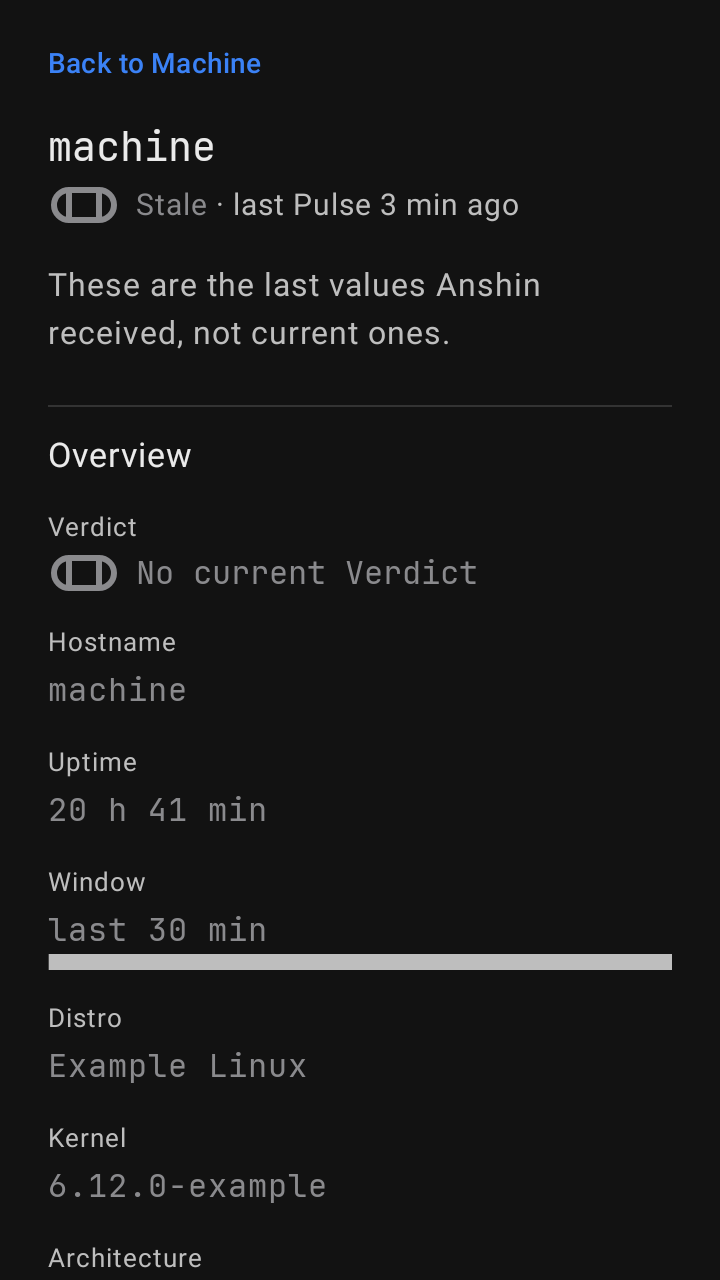 Back to Machine
machine
Stale · last Pulse 3 min ago
These are the last values Anshin
received, not current ones.
Overview
Verdict
No current Verdict
Hostname
machine
Uptime
20 h 41 min
Window
last 30 min
Distro
Example Linux
Kernel
6.12.0-example
Architecture